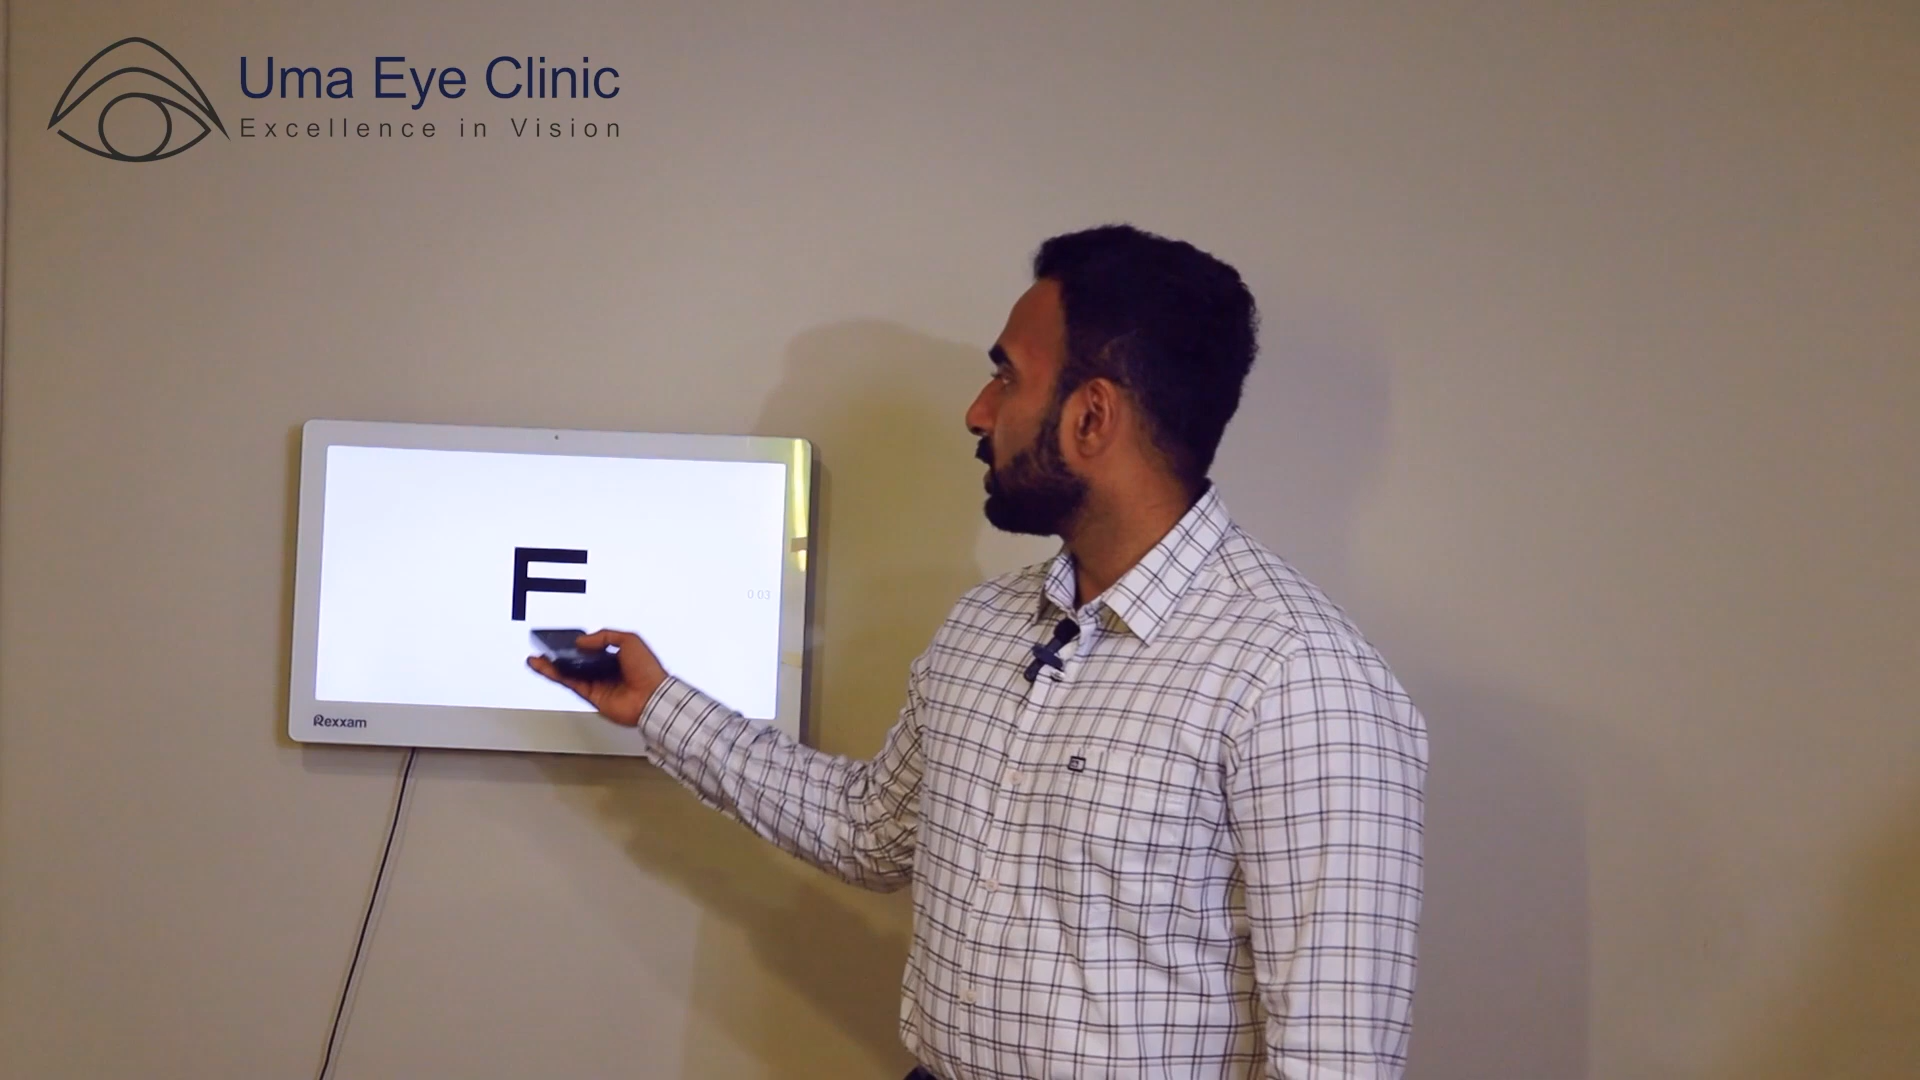 Uma Eye Clinic
Excellence in Vision
F
0.03
Rexxam